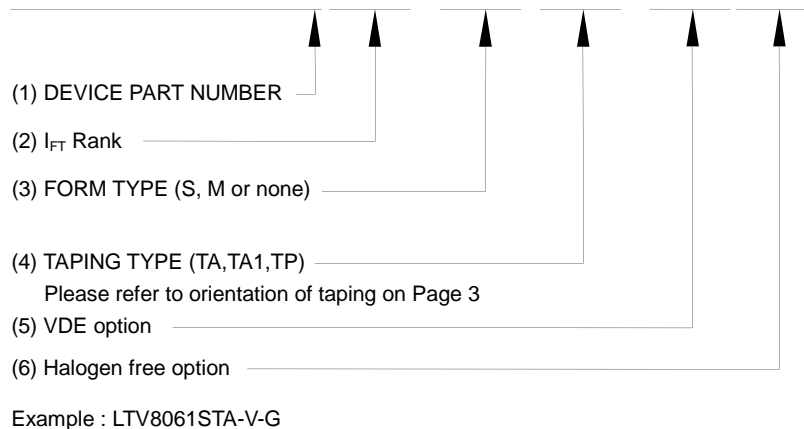 (1) DEVICE PART NUMBER
(2) IFT Rank
(3) FORM TYPE (S, M or none)
(4) TAPING TYPE (TA,TA1,TP)
Please refer to orientation of taping on Page 3
(5) VDE option
(6) Halogen free option
Example : LTV8061STA-V-G